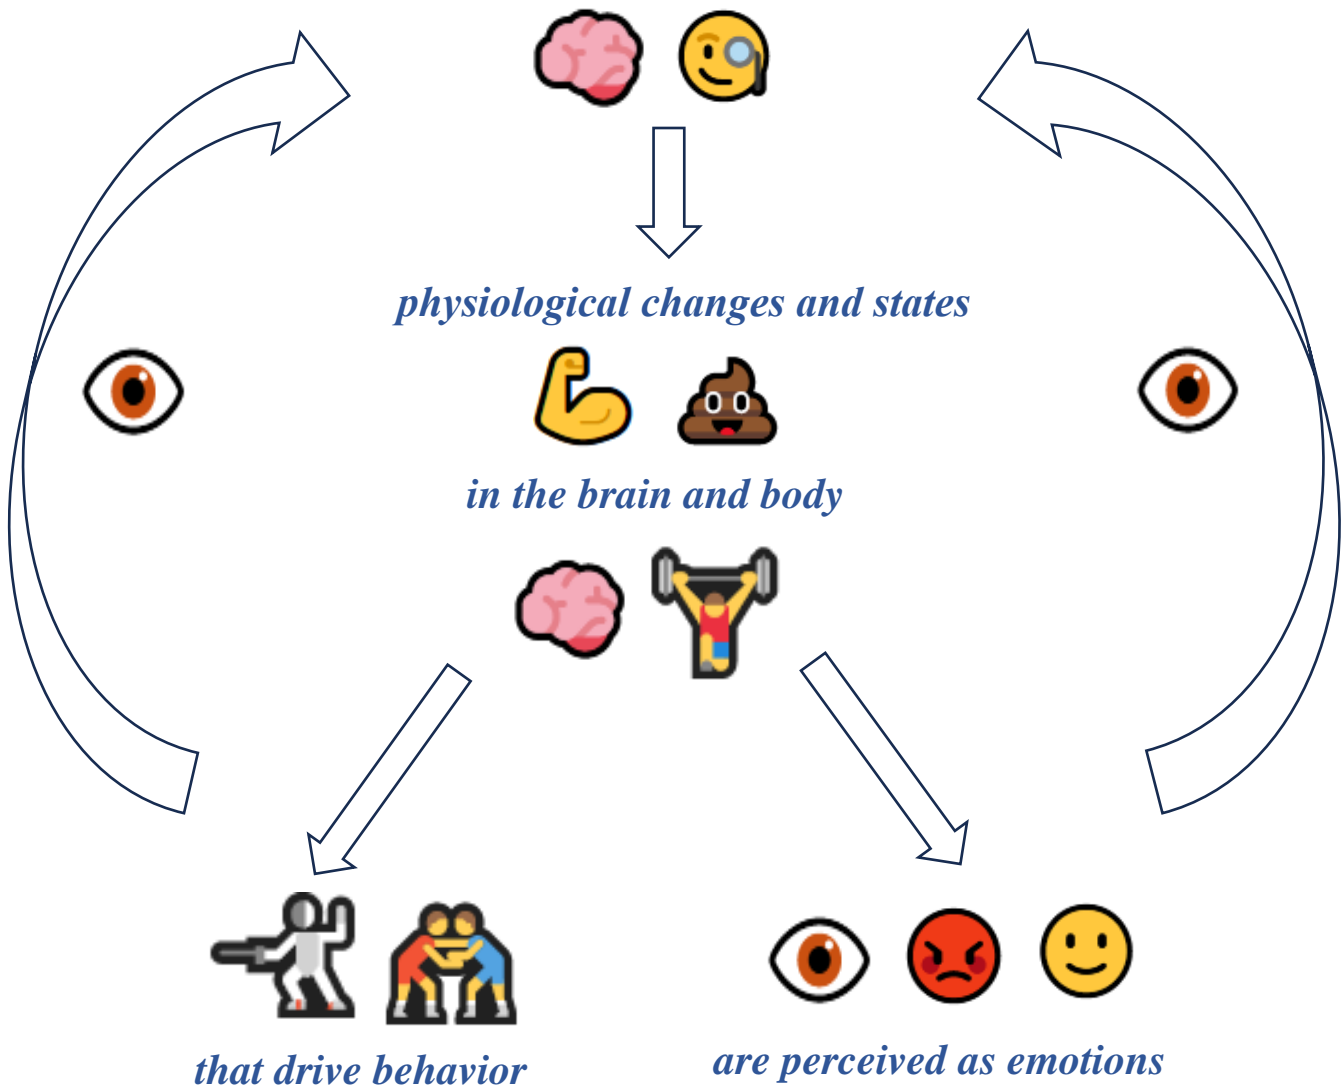 physiological changes and states
in the brain and body
that drive behavior
are perceived as emotions